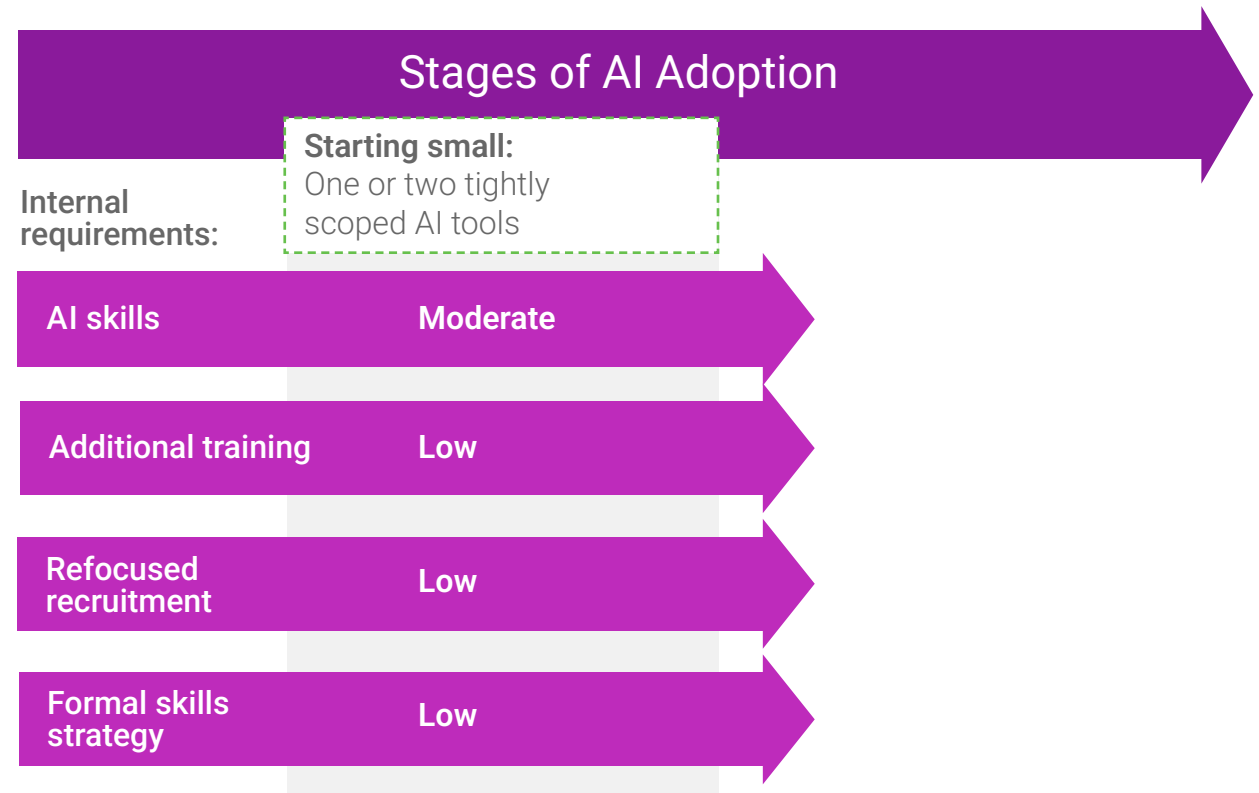 Stages of AI Adoption
Starting small:
One or two tightly
scoped AI tools
Internal
requirements:
AI skills
Moderate
Additional training
Low
Refocused
recruitment
Low
Formal skills
strategy
Low